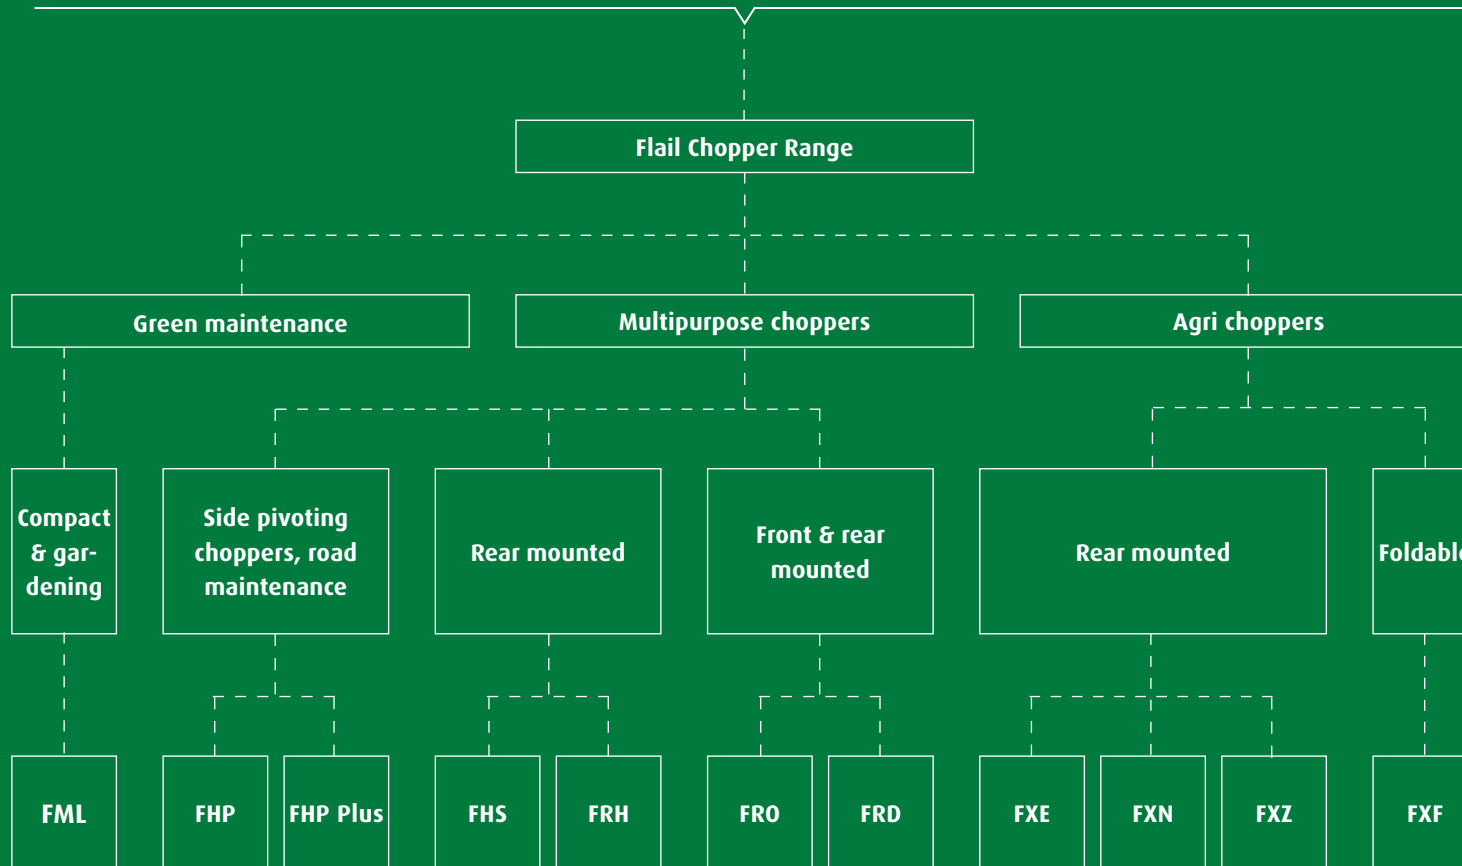 Flail Chopper Range
Green maintenance
Multipurpose choppers
Agri choppers
Compact
& gar-
dening
Side pivoting
choppers, road
maintenance
Rear mounted
Front & rear
mounted
Rear mounted
Foldable
FML
FHP
FHP Plus
FHS
FRH
FRO
FRD
FXE
FXN
FXZ
FXF